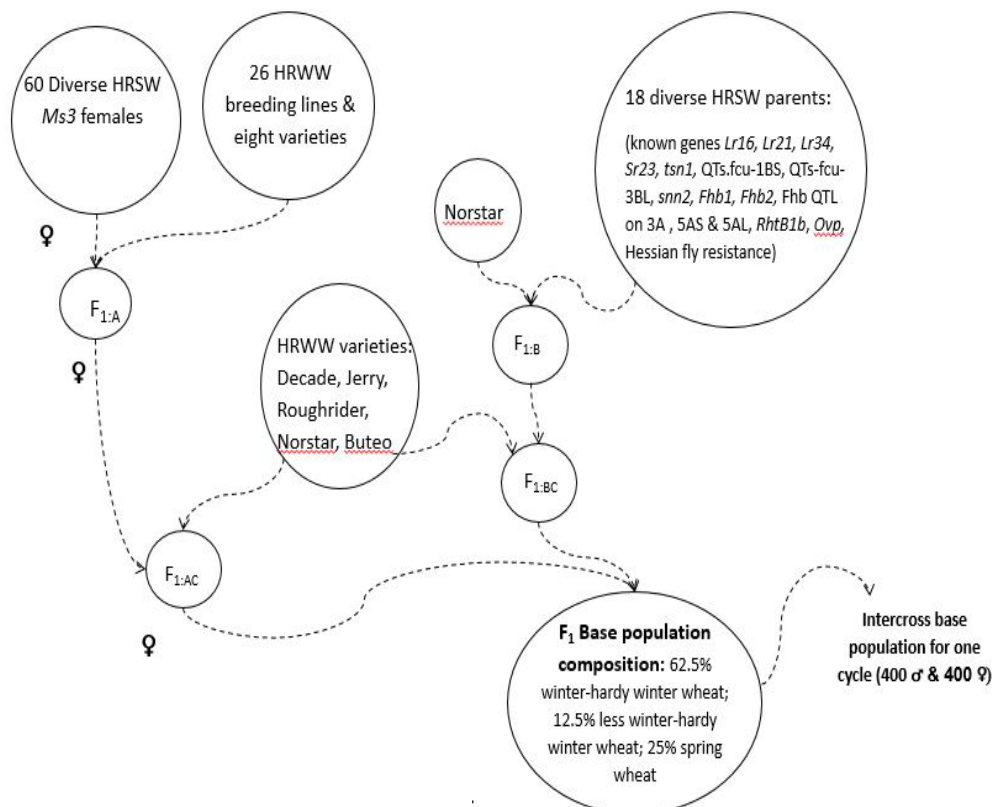 60 Diverse HRSW
Ms3 females
26 HRWW
breeding lines &
eight varieties
18 diverse HRSW parents:
(known genes Lr16, Lr21, Lr34,
Sr23, tsn1, QTs.fcu-1BS, QTs-fcu-
3BL, snn2, Fhb1, Fhb2, Fhb QTL
on 3A , 5AS & 5AL, RhtB1b, Ovp,
Hessian fly resistance)
Norstar
♀
F1:A
♀
HRWW varieties:
Decade, Jerry,
Roughrider,
Norstar, Buteo
F1:B
F1:BC
F1:AC
♀
F1 Base population
composition: 62.5%
winter-hardy winter wheat;
12.5% less winter-hardy
winter wheat; 25% spring
wheat
Intercross base
population for one
cycle (400 ♂ & 400 ♀)